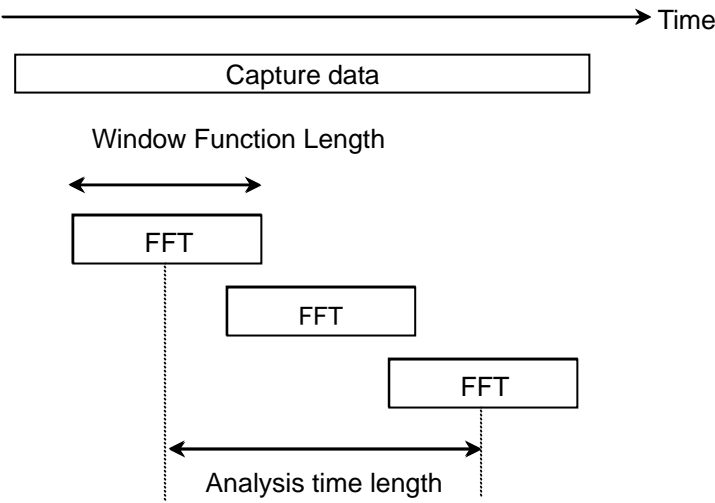 Time
Capture data
Window Function Length
FFT
FFT
FFT
Analysis time length